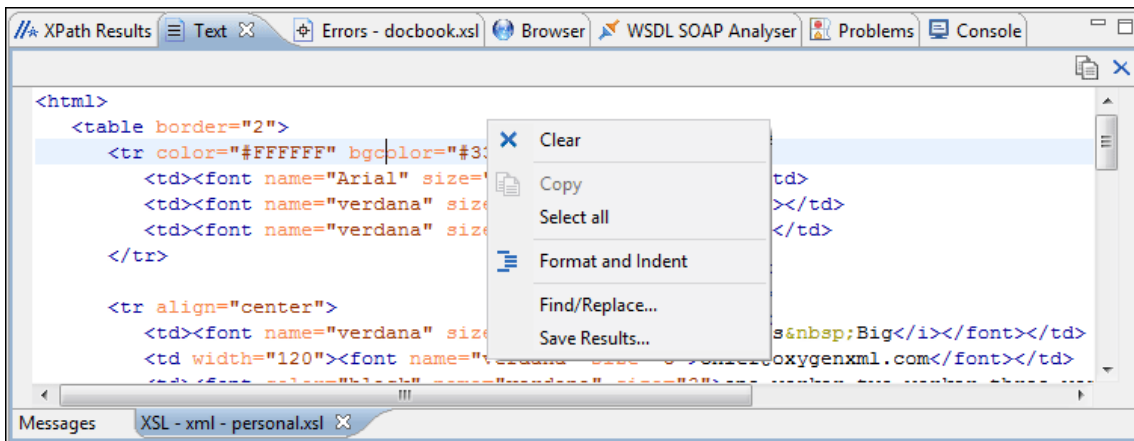 XPath Results Text Errors - docbook.xsl Browser WSDL SOAP Analyser Problems Console
<html>
<table border="2">
<tr color="#FFFFFF" bgcolor="#33
<td><font name="Arial" size=" td>
<td><font name="verdana" size ></td>
<td><font name="verdana" size </td>
</tr>
<tr align="center">
<td><font name="verdana" size s&nbsp;Big</i></font></td>
<td width="120"><font name="verdana" size oxygenxml.com</font></td>
Clear
Copy
Select all
Format and Indent
Find/Replace...
Save Results...
Messages XSL - xml - personal.xsl